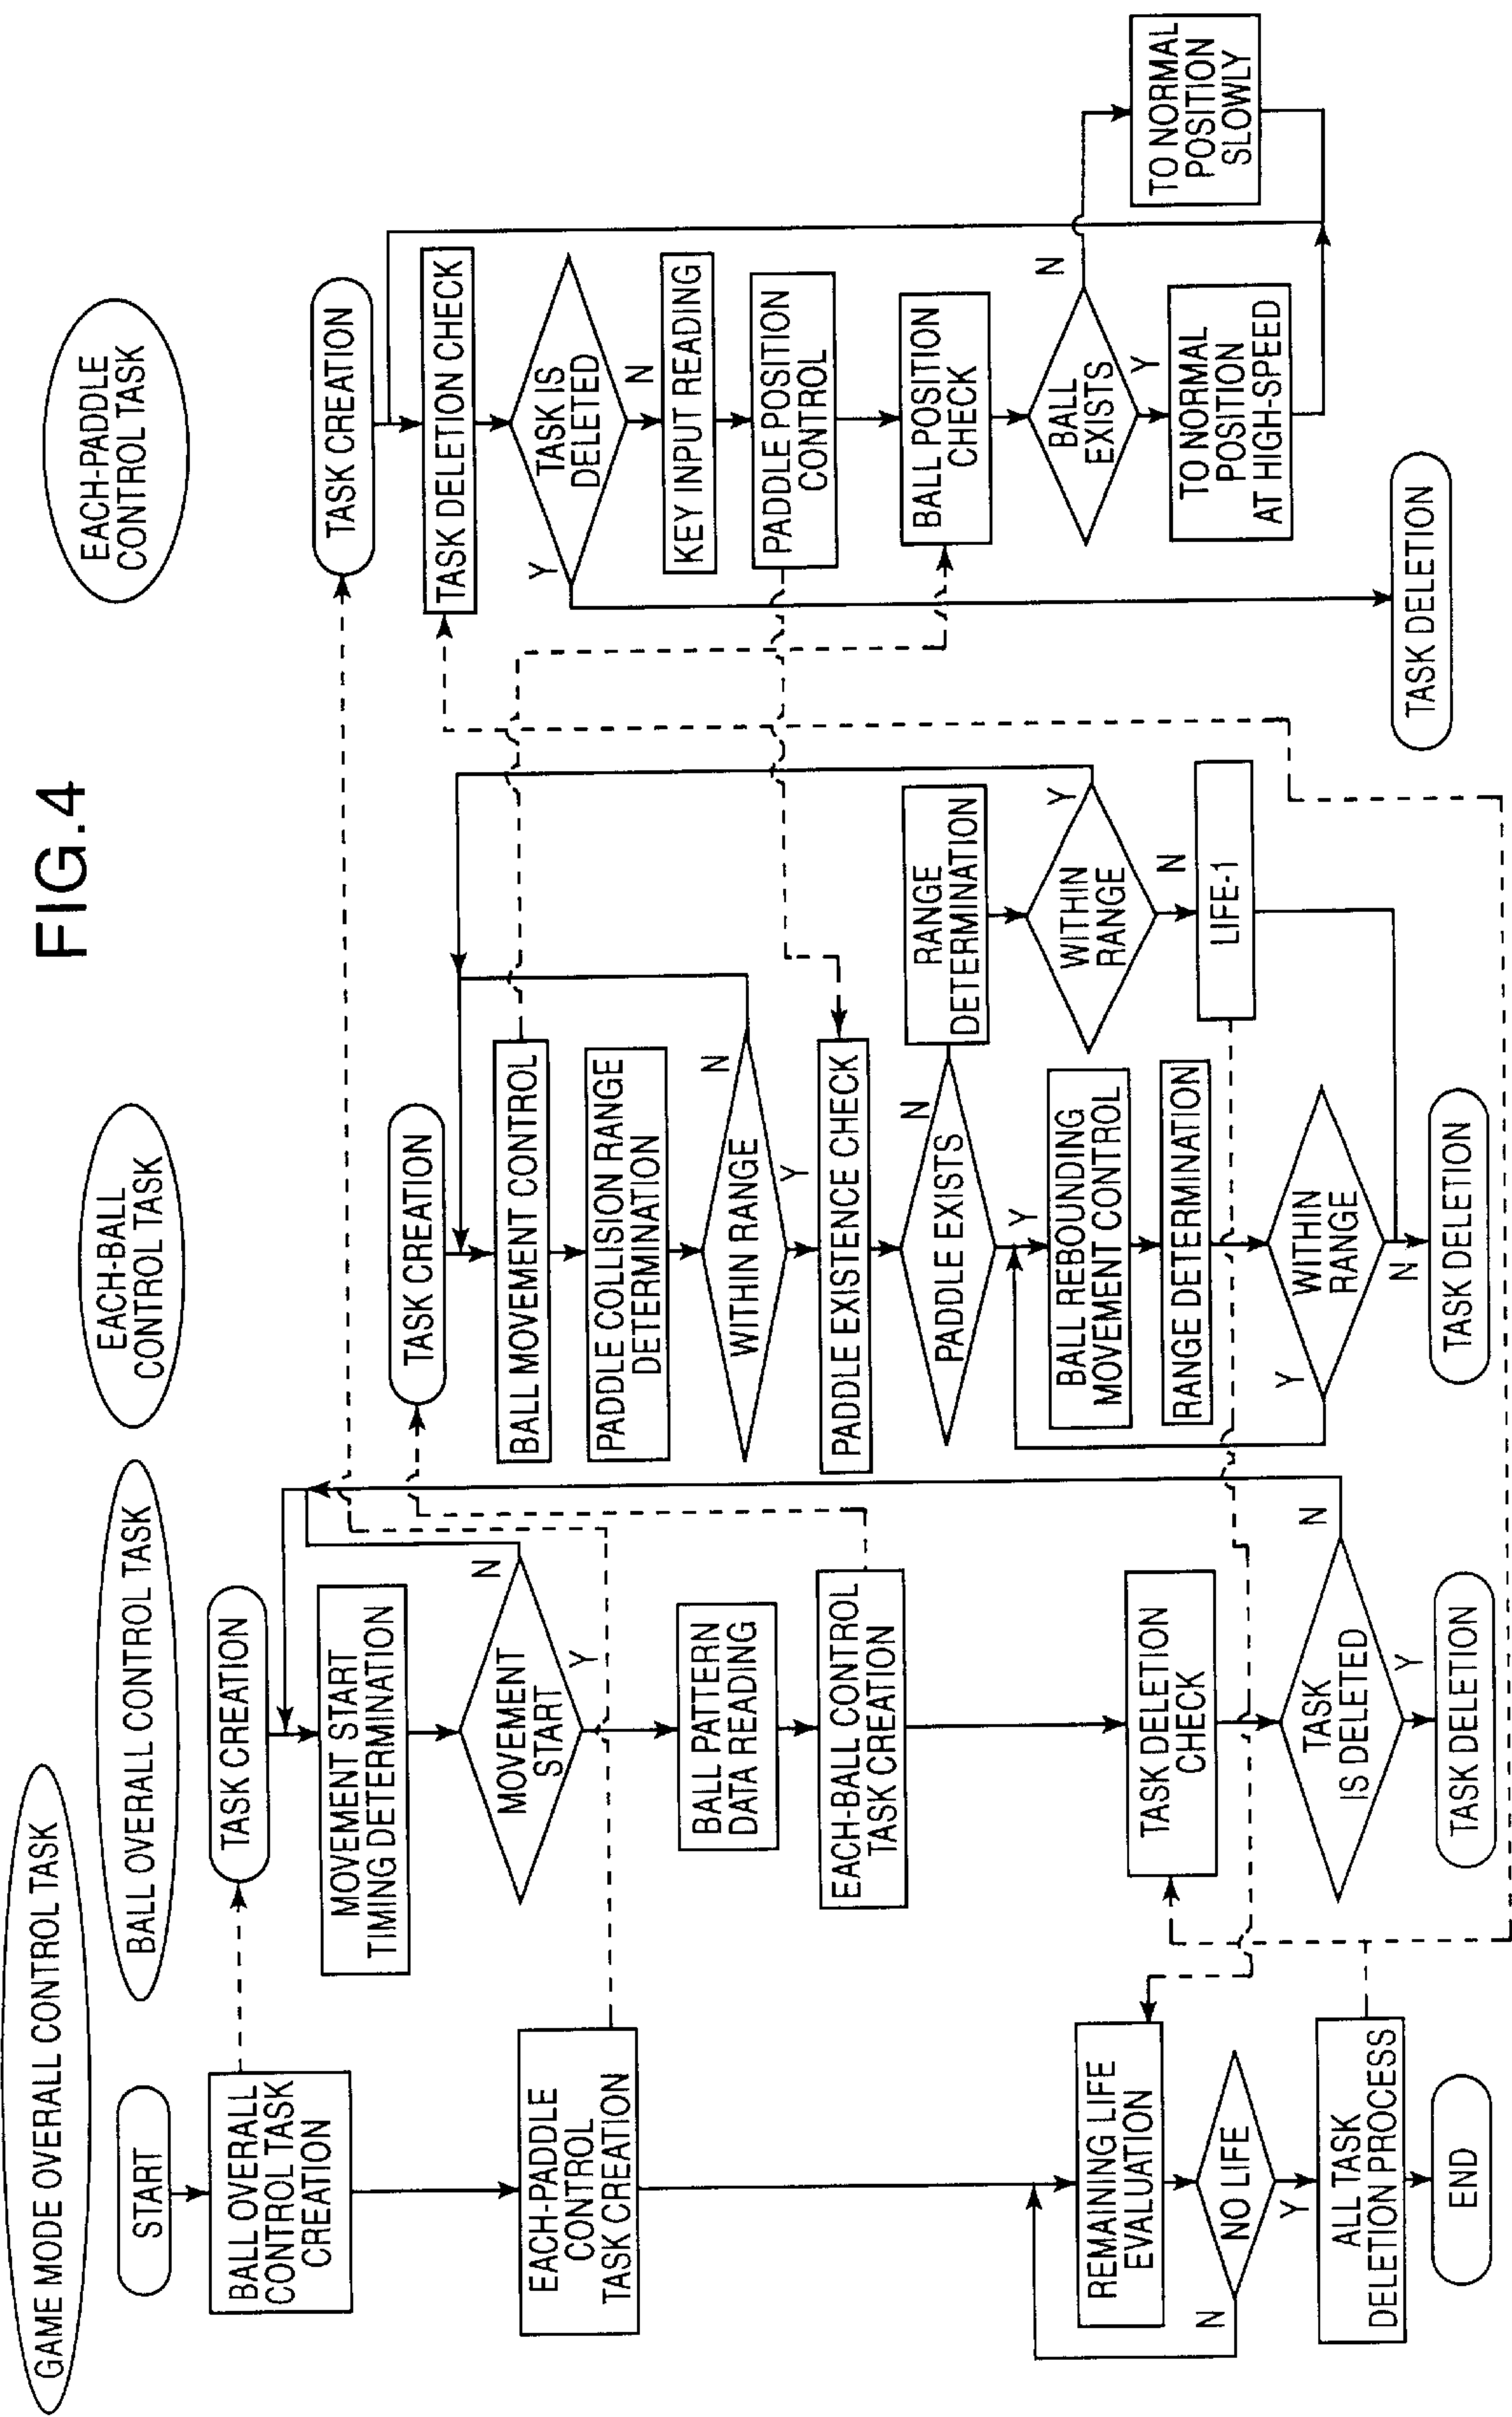 FIG.4
GAME MODE OVERALL CONTROL TASK
START
BALL OVERALL
CONTROL TASK
CREATION
EACH-PADDLE
CONTROL
TASK CREATION
REMAINING LIFE
EVALUATION
NO LIFE
N
Y
ALL TASK
DELETION PROCESS
END
BALL OVERALL CONTROL TASK
TASK CREATION
MOVEMENT START
TIMING DETERMINATION
MOVEMENT
START
N
Y
BALL PATTERN
DATA READING
EACH-BALL CONTROL
TASK CREATION
TASK DELETION
CHECK
TASK
IS DELETED
N
Y
TASK DELETION
EACH-BALL
CONTROL TASK
TASK CREATION
BALL MOVEMENT CONTROL
PADDLE COLLISION RANGE
DETERMINATION
WITHIN RANGE
N
Y
PADDLE EXISTENCE CHECK
PADDLE EXISTS
N
Y
RANGE
DETERMINATION
WITHIN
RANGE
Y
N
LIFE-1
BALL REBOUNDING
MOVEMENT CONTROL
RANGE DETERMINATION
WITHIN
RANGE
Y
N
TASK DELETION
EACH-PADDLE
CONTROL TASK
TASK CREATION
TASK DELETION CHECK
TASK IS
DELETED
Y
N
KEY INPUT READING
PADDLE POSITION
CONTROL
BALL POSITION
CHECK
BALL
EXISTS
N
Y
TO NORMAL
POSITION
SLOWLY
TO NORMAL
POSITION
AT HIGH-SPEED
TASK DELETION